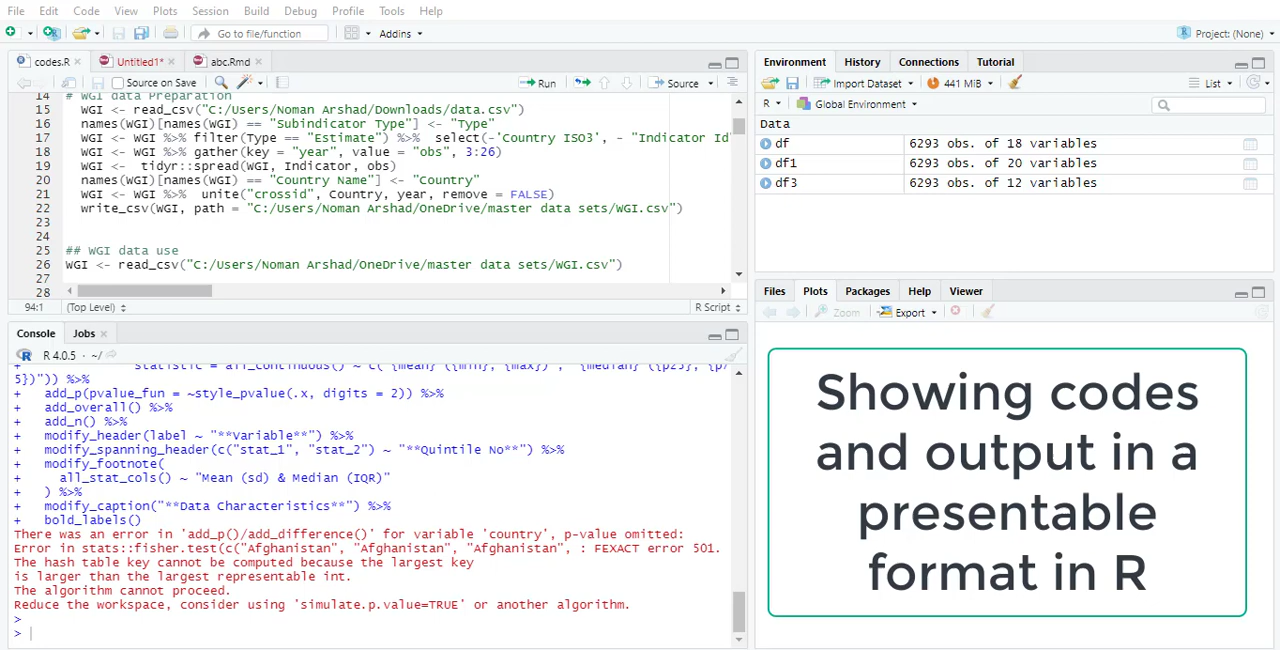 File Edit Code View Plots Session Build Debug Profile Tools Help
Go to file/function Addins Project: (None)
codes.R Untitled1* abc.Rmd
Source on Save Run Source
14 # WGI data Preparation
15 WGI <- read_csv("C:/Users/Noman Arshad/Downloads/data.csv")
16 names(WGI)[names(WGI) == "Subindicator Type"] <- "Type"
17 WGI <- WGI %>% filter(Type == "Estimate") %>% select(-'Country ISO3', - "Indicator Id"
18 WGI <- WGI %>% gather(key = "year", value = "obs", 3:26)
19 WGI <- tidyr::spread(WGI, Indicator, obs)
20 names(WGI)[names(WGI) == "Country Name"] <- "Country"
21 WGI <- WGI %>% unite("crossid", Country, year, remove = FALSE)
22 write_csv(WGI, path = "C:/Users/Noman Arshad/OneDrive/master data sets/WGI.csv")
23
24
25 ## WGI data use
26 WGI <- read_csv("C:/Users/Noman Arshad/OneDrive/master data sets/WGI.csv")
27
28
94:1 (Top Level) R Script
Console Jobs
R 4.0.5 · ~/
+ statistic = all_continuous() ~ c("{mean} ({min}, {max})", "{median} ({p25}, {p7
5})")) %>%
+ add_p(pvalue_fun = ~style_pvalue(.x, digits = 2)) %>%
+ add_overall() %>%
+ add_n() %>%
+ modify_header(label ~ "**Variable**") %>%
+ modify_spanning_header(c("stat_1", "stat_2") ~ "**Quintile No**") %>%
+ modify_footnote(
+ all_stat_cols() ~ "Mean (sd) & Median (IQR)"
+ ) %>%
+ modify_caption("**Data Characteristics**") %>%
+ bold_labels()
There was an error in 'add_p()/add_difference()' for variable 'country', p-value omitted:
Error in stats::fisher.test(c("Afghanistan", "Afghanistan", "Afghanistan", : FEXACT error 501.
The hash table key cannot be computed because the largest key
is larger than the largest representable int.
The algorithm cannot proceed.
Reduce the workspace, consider using 'simulate.p.value=TRUE' or another algorithm.
>
>
Environment History Connections Tutorial
Import Dataset 441 MiB List
R Global Environment
Data
df 6293 obs. of 18 variables
df1 6293 obs. of 20 variables
df3 6293 obs. of 12 variables
Files Plots Packages Help Viewer
Zoom Export
Showing codes
and output in a
presentable
format in R